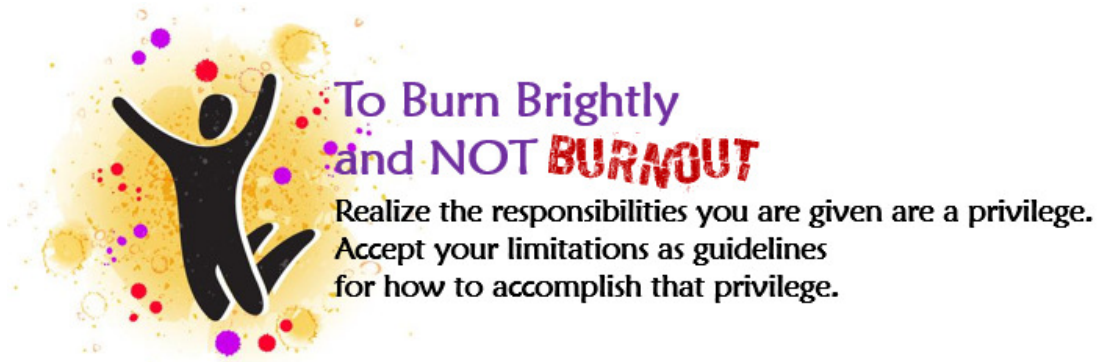 To Burn Brightly
and NOT BURNOUT
Realize the responsibilities you are given are a privilege.
Accept your limitations as guidelines
for how to accomplish that privilege.